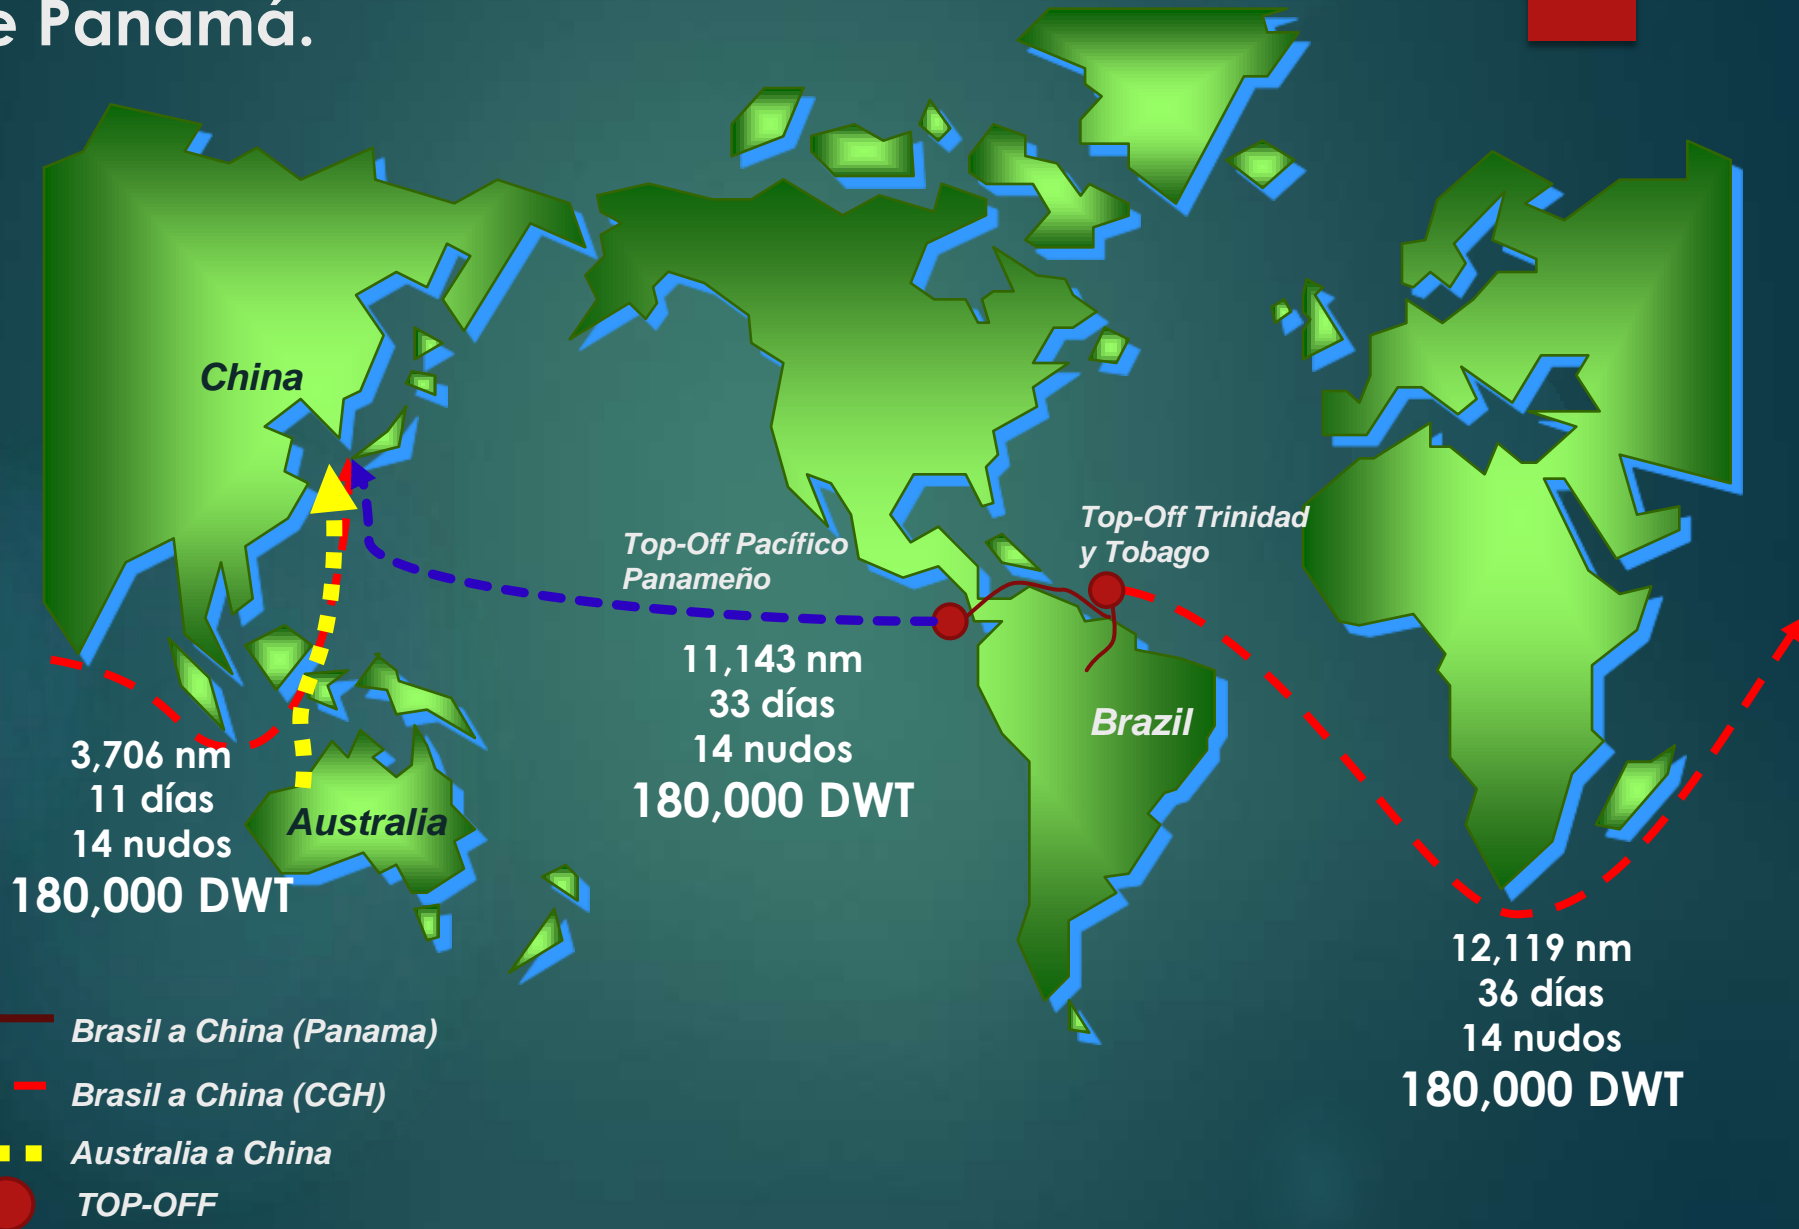 e Panamá.
China
Top-Off Pacífico
Panameño
Top-Off Trinidad
y Tobago
11,143 nm
33 días
14 nudos
180,000 DWT
Brazil
3,706 nm
11 días
14 nudos
180,000 DWT
Australia
12,119 nm
36 días
14 nudos
180,000 DWT
Brasil a China (Panama)
Brasil a China (CGH)
Australia a China
TOP-OFF